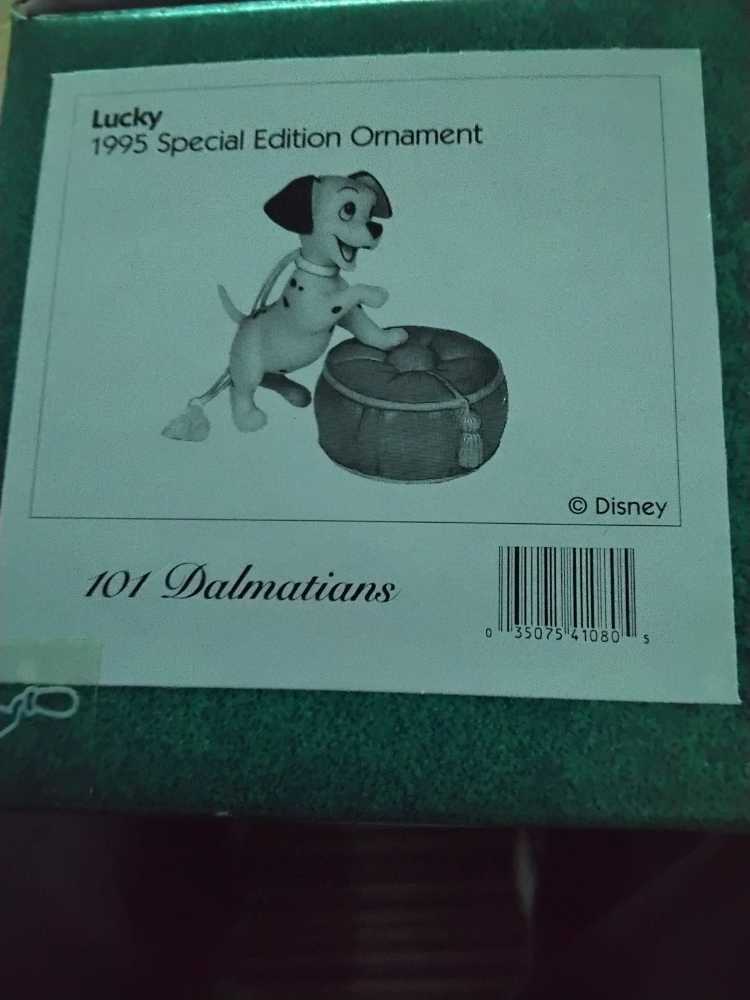 Lucky
1995 Special Edition Ornament
© Disney
101 Dalmatians
0 35075 41080 5